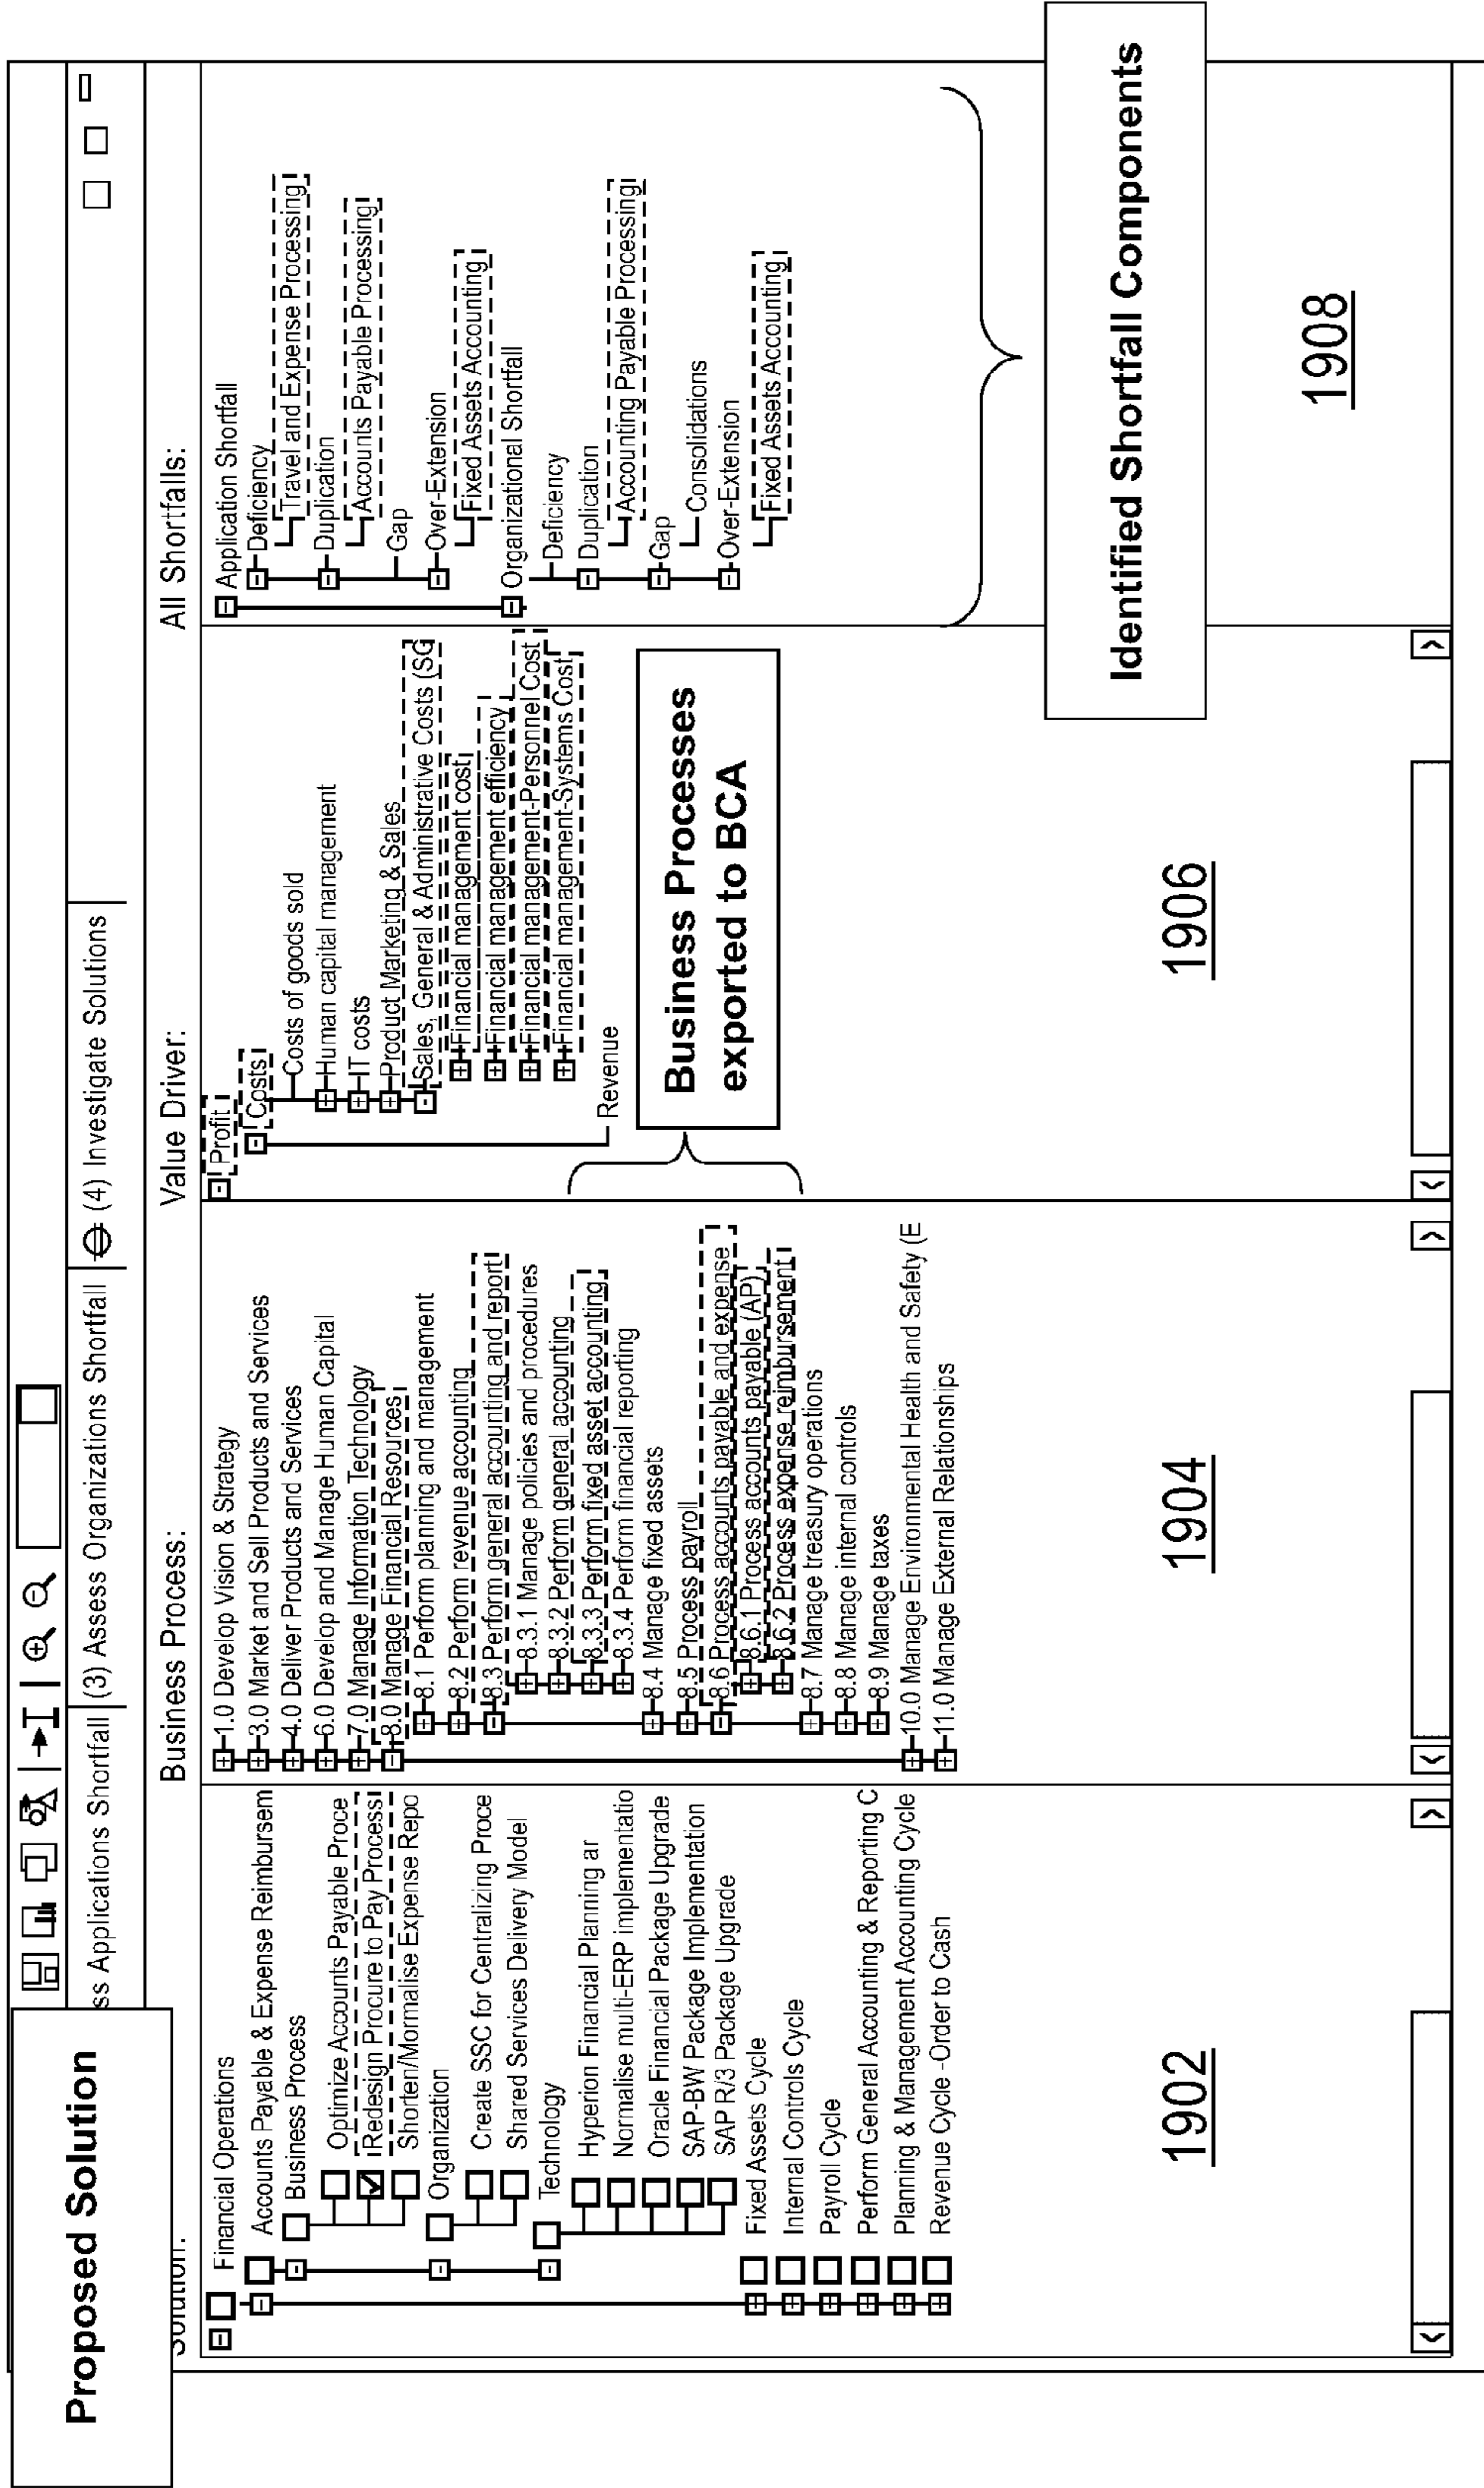 Proposed Solution
ss Applications Shortfall
(3) Assess Organizations Shortfall
(4) Investigate Solutions
Solution:
Financial Operations
Accounts Payable & Expense Reimbursem
Business Process
Optimize Accounts Payable Proce
Redesign Procure to Pay Process
Shorten/Mormalise Expense Repo
Organization
Create SSC for Centralizing Proce
Shared Services Delivery Model
Technology
Hyperion Financial Planning ar
Normalise multi-ERP implementatio
Oracle Financial Package Upgrade
SAP-BW Package Implementation
SAP R/3 Package Upgrade
Fixed Assets Cycle
Internal Controls Cycle
Payroll Cycle
Perform General Accounting & Reporting C
Planning & Management Accounting Cycle
Revenue Cycle -Order to Cash
1902
Business Process:
1.0 Develop Vision & Strategy
3.0 Market and Sell Products and Services
4.0 Deliver Products and Services
6.0 Develop and Manage Human Capital
7.0 Manage Information Technology
8.0 Manage Financial Resources
8.1 Perform planning and management
8.2 Perform revenue accounting
8.3 Perform general accounting and report
8.3.1 Manage policies and procedures
8.3.2 Perform general accounting
8.3.3 Perform fixed asset accounting
8.3.4 Perform financial reporting
8.4 Manage fixed assets
8.5 Process payroll
8.6 Process accounts payable and expense
8.6.1 Process accounts payable (AP)
8.6.2 Process expense reimbursement
8.7 Manage treasury operations
8.8 Manage internal controls
8.9 Manage taxes
10.0 Manage Environmental Health and Safety (E
11.0 Manage External Relationships
1904
Value Driver:
Profit
Costs
Costs of goods sold
Human capital management
IT costs
Product Marketing & Sales
Sales, General & Administrative Costs (SG
Financial management cost
Financial management efficiency
Financial management-Personnel Cost
Financial management-Systems Cost
Revenue
Business Processes
exported to BCA
1906
All Shortfalls:
Application Shortfall
Deficiency
Travel and Expense Processing
Duplication
Accounts Payable Processing
Gap
Over-Extension
Fixed Assets Accounting
Organizational Shortfall
Deficiency
Duplication
Accounting Payable Processing
Gap
Consolidations
Over-Extension
Fixed Assets Accounting
Identified Shortfall Components
1908